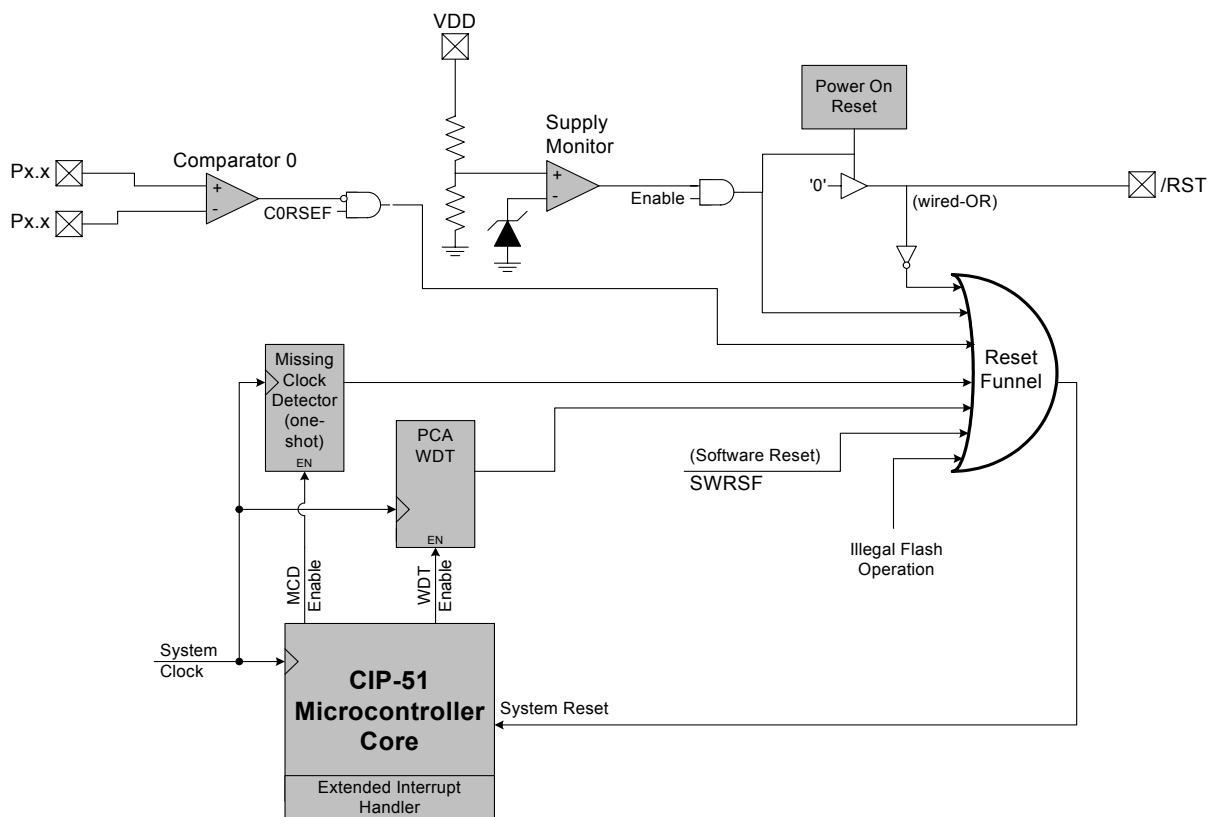 VDD
Power On
Reset
Supply
Monitor
Comparator 0
Px.x
+
-
Px.x
C0RSEF
+
-
Enable
'0'
/RST
(wired-OR)
Reset
Funnel
Missing
Clock
Detector
(one-
shot)
EN
PCA
WDT
EN
(Software Reset)
SWRSF
Illegal Flash
Operation
MCD
Enable
WDT
Enable
System
Clock
CIP-51
Microcontroller
Core
System Reset
Extended Interrupt
Handler